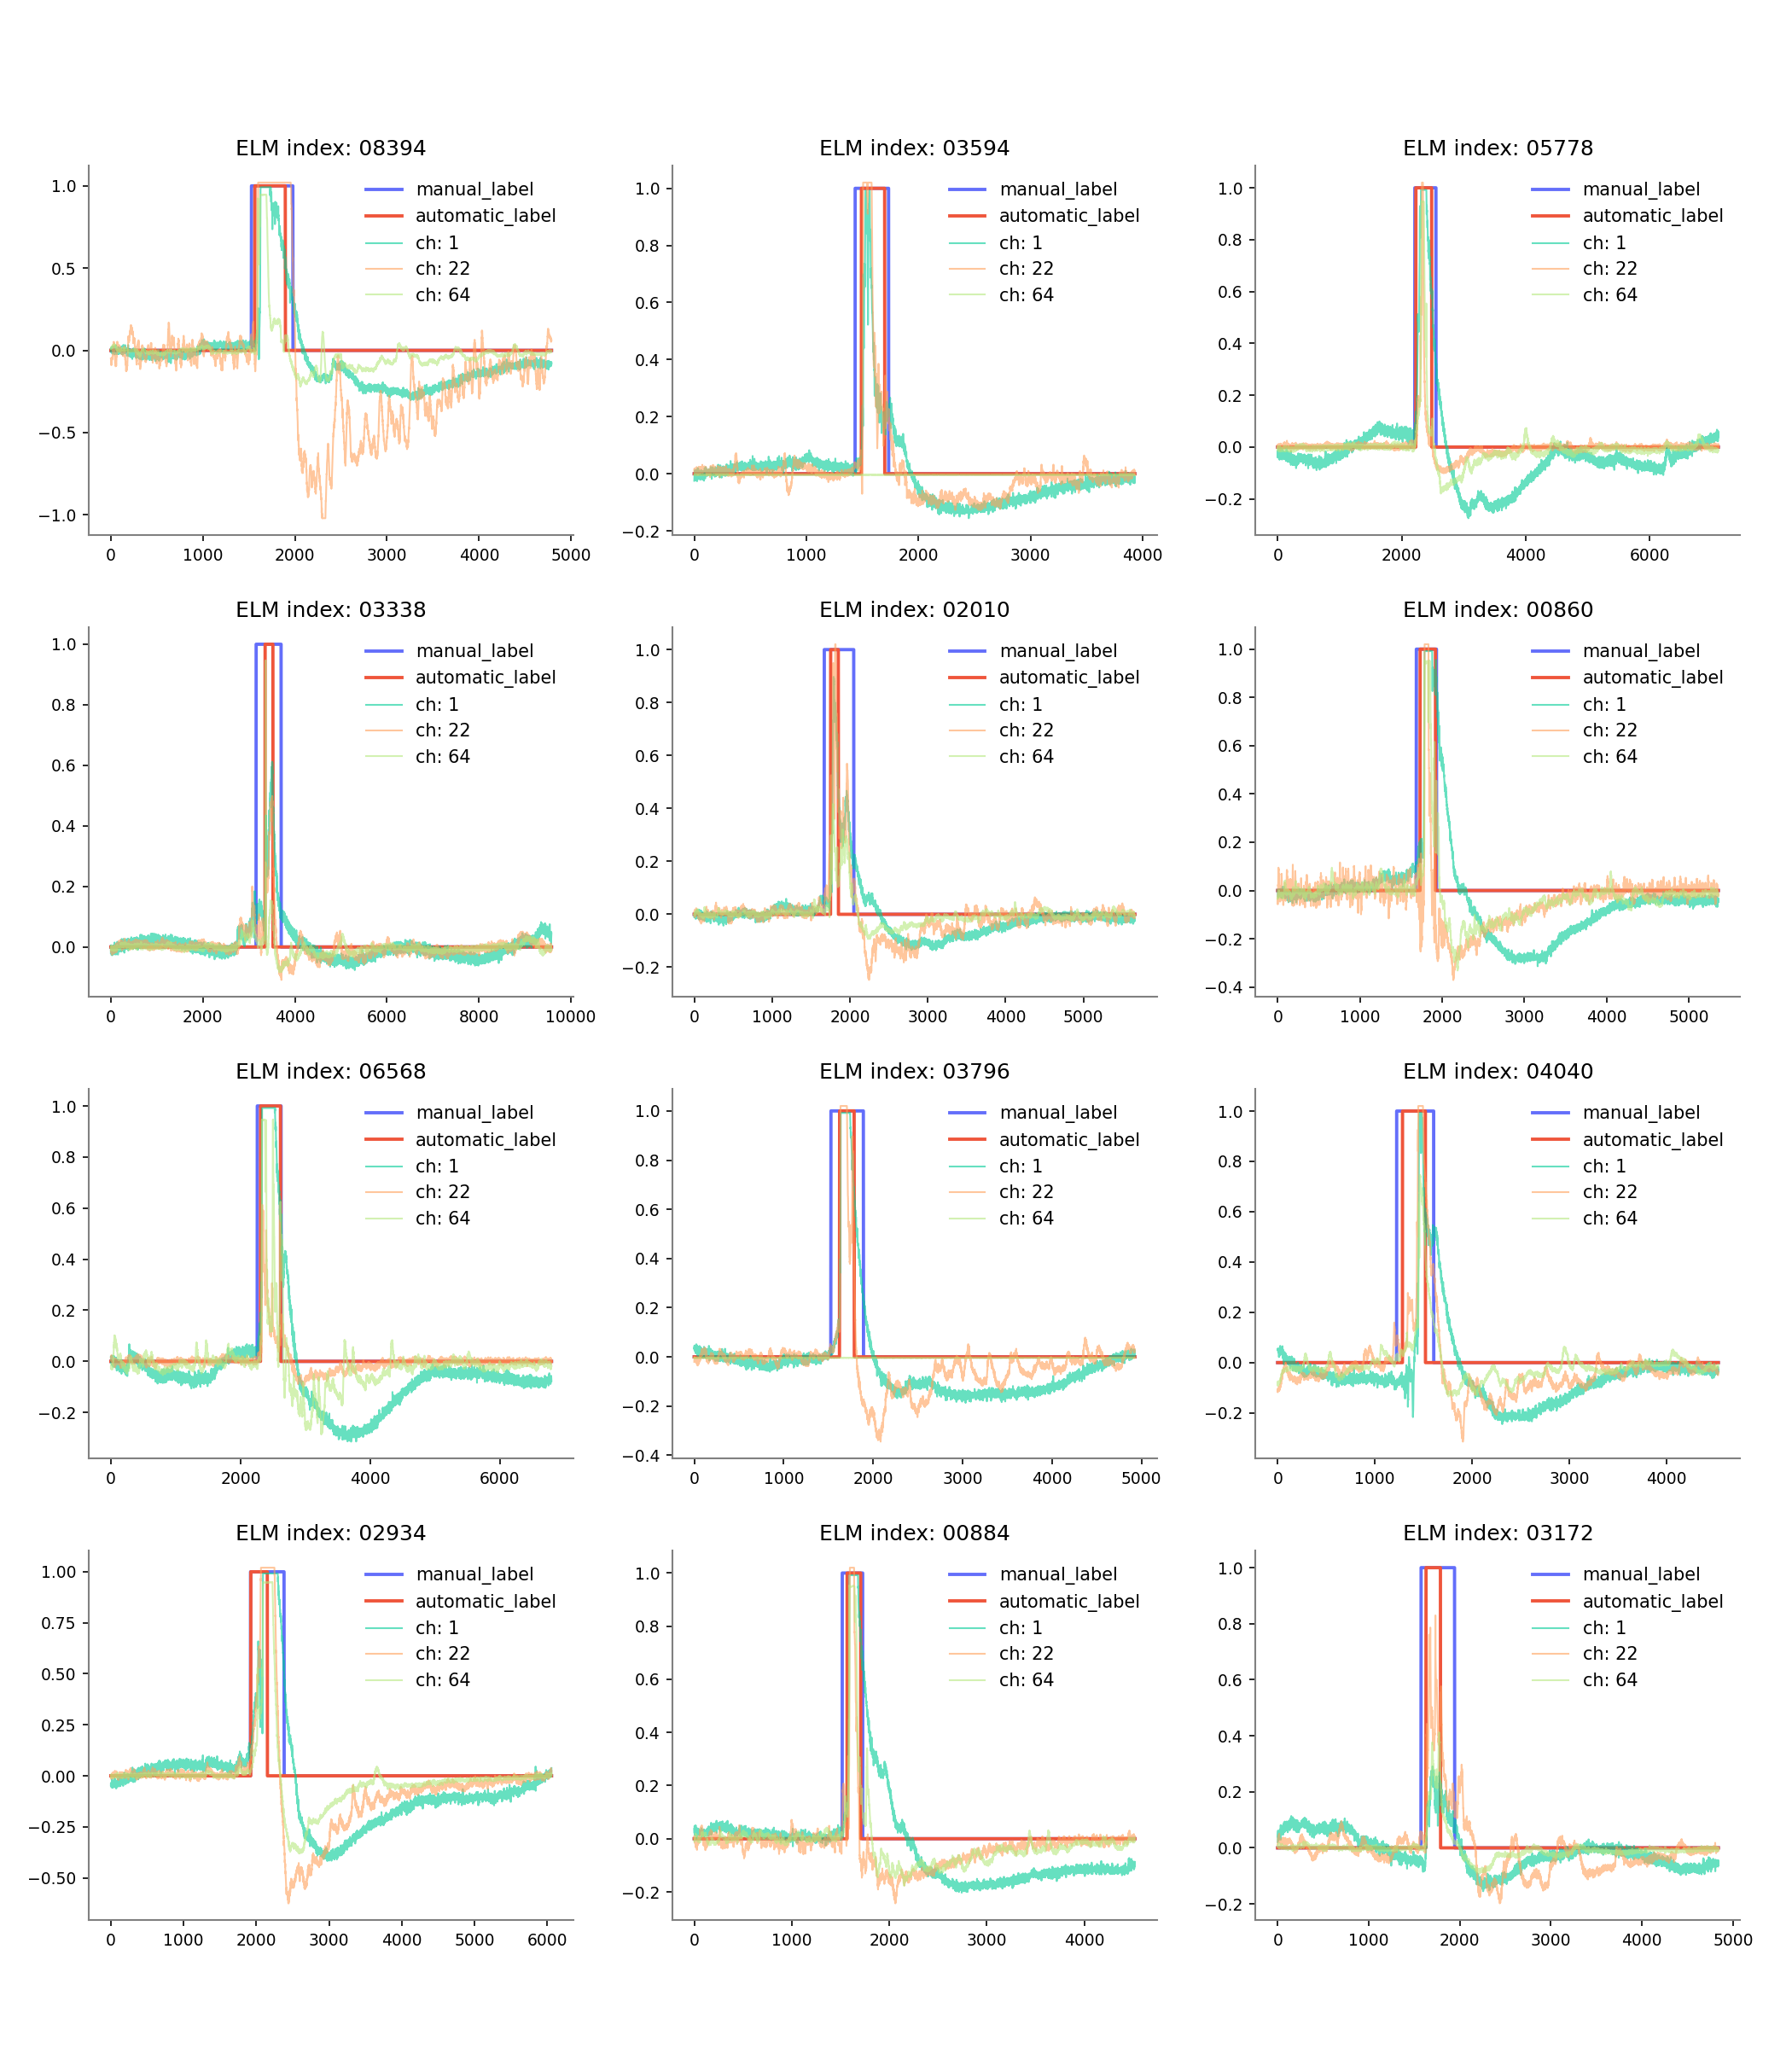 ELM index: 08394
1.0
0.5
0.0
−0.5
−1.0
0 1000 2000 3000 4000 5000
manual_label
automatic_label
ch: 1
ch: 22
ch: 64
ELM index: 03594
1.0
0.8
0.6
0.4
0.2
0.0
−0.2
0 1000 2000 3000 4000
manual_label
automatic_label
ch: 1
ch: 22
ch: 64
ELM index: 05778
1.0
0.8
0.6
0.4
0.2
0.0
−0.2
0 2000 4000 6000
manual_label
automatic_label
ch: 1
ch: 22
ch: 64
ELM index: 03338
1.0
0.8
0.6
0.4
0.2
0.0
0 2000 4000 6000 8000 10000
manual_label
automatic_label
ch: 1
ch: 22
ch: 64
ELM index: 02010
1.0
0.8
0.6
0.4
0.2
0.0
−0.2
0 1000 2000 3000 4000 5000
manual_label
automatic_label
ch: 1
ch: 22
ch: 64
ELM index: 00860
1.0
0.8
0.6
0.4
0.2
0.0
−0.2
−0.4
0 1000 2000 3000 4000 5000
manual_label
automatic_label
ch: 1
ch: 22
ch: 64
ELM index: 06568
1.0
0.8
0.6
0.4
0.2
0.0
−0.2
0 2000 4000 6000
manual_label
automatic_label
ch: 1
ch: 22
ch: 64
ELM index: 03796
1.0
0.8
0.6
0.4
0.2
0.0
−0.2
−0.4
0 1000 2000 3000 4000 5000
manual_label
automatic_label
ch: 1
ch: 22
ch: 64
ELM index: 04040
1.0
0.8
0.6
0.4
0.2
0.0
−0.2
0 1000 2000 3000 4000
manual_label
automatic_label
ch: 1
ch: 22
ch: 64
ELM index: 02934
1.00
0.75
0.50
0.25
0.00
−0.25
−0.50
0 1000 2000 3000 4000 5000 6000
manual_label
automatic_label
ch: 1
ch: 22
ch: 64
ELM index: 00884
1.0
0.8
0.6
0.4
0.2
0.0
−0.2
0 1000 2000 3000 4000
manual_label
automatic_label
ch: 1
ch: 22
ch: 64
ELM index: 03172
1.0
0.8
0.6
0.4
0.2
0.0
−0.2
0 1000 2000 3000 4000 5000
manual_label
automatic_label
ch: 1
ch: 22
ch: 64